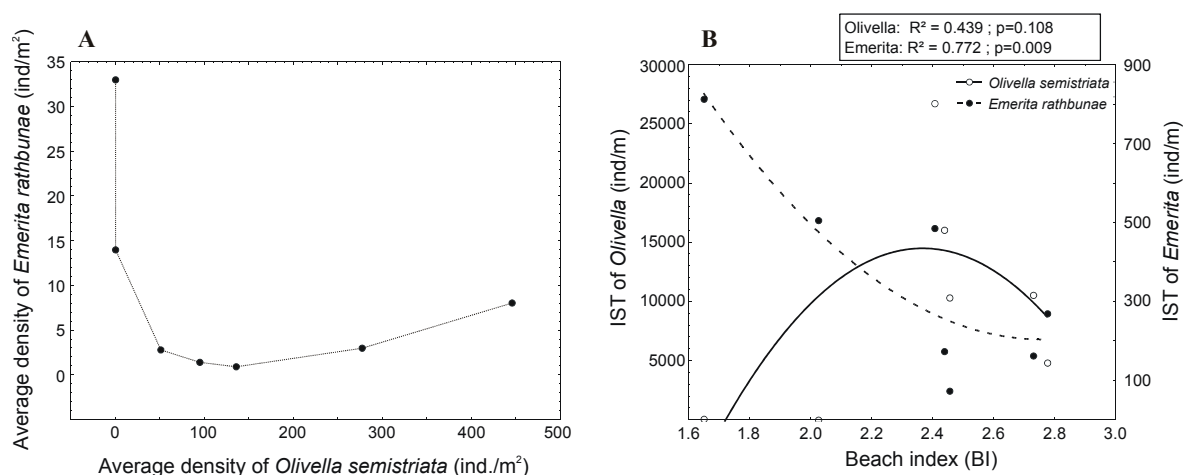 A
Average density of Emerita rathbunae (ind/m²)
35
30
25
20
15
10
5
0
0 100 200 300 400 500
Average density of Olivella semistriata (ind./m²)
B
Olivella: R² = 0.439 ; p=0.108
Emerita: R² = 0.772 ; p=0.009
IST of Olivella (ind/m)
30000
25000
20000
15000
10000
5000
Olivella semistriata
Emerita rathbunae
900
700
500
300
100
IST of Emerita (ind/m)
1.6 1.8 2.0 2.2 2.4 2.6 2.8 3.0
Beach index (BI)